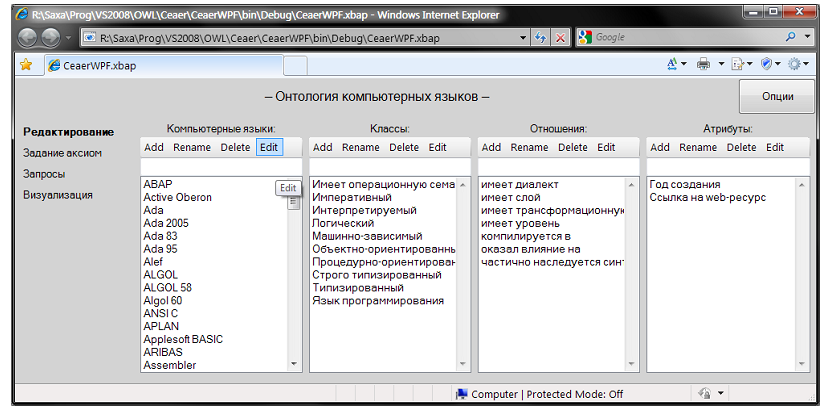 R:\Saxa\Prog\VS2008\OWL\Ceaer\CeaerWPF\bin\Debug\CeaerWPF.xbap - Windows Internet Explorer
R:\Saxa\Prog\VS2008\OWL\Ceaer\CeaerWPF\bin\Debug\CeaerWPF.xbap
Google
CeaerWPF.xbap
– Онтология компьютерных языков –
Опции
Редактирование
Задание аксиом
Запросы
Визуализация
Компьютерные языки:
Add Rename Delete Edit
Edit
ABAP
Active Oberon
Ada
Ada 2005
Ada 83
Ada 95
Alef
ALGOL
ALGOL 58
Algol 60
ANSI C
APLAN
Applesoft BASIC
ARIBAS
Assembler
Классы:
Add Rename Delete Edit
Имеет операционную сема
Императивный
Интерпретируемый
Логический
Машинно-зависимый
Объектно-ориентированнь
Процедурно-ориентирован
Строго типизированный
Типизированный
Язык программирования
Отношения:
Add Rename Delete Edit
имеет диалект
имеет слой
имеет трансформационную
имеет уровень
компилируется в
оказал влияние на
частично наследуется син
Атрибуты:
Add Rename Delete Edit
Год создания
Ссылка на web-ресурс
Computer | Protected Mode: Off